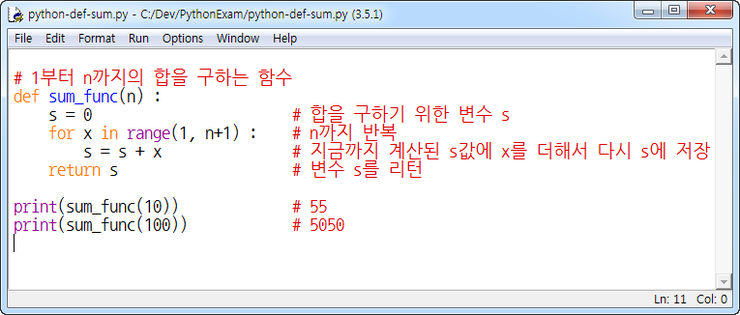 python-def-sum.py - C:/Dev/PythonExam/python-def-sum.py (3.5.1)
File Edit Format Run Options Window Help
# 1부터 n까지의 합을 구하는 함수
def sum_func(n) :
    s = 0                       # 합을 구하기 위한 변수 s
    for x in range(1, n+1) :    # n까지 반복
        s = s + x               # 지금까지 계산된 s값에 x를 더해서 다시 s에 저장
    return s                    # 변수 s를 리턴
print(sum_func(10))             # 55
print(sum_func(100))            # 5050
Ln: 11 Col: 0